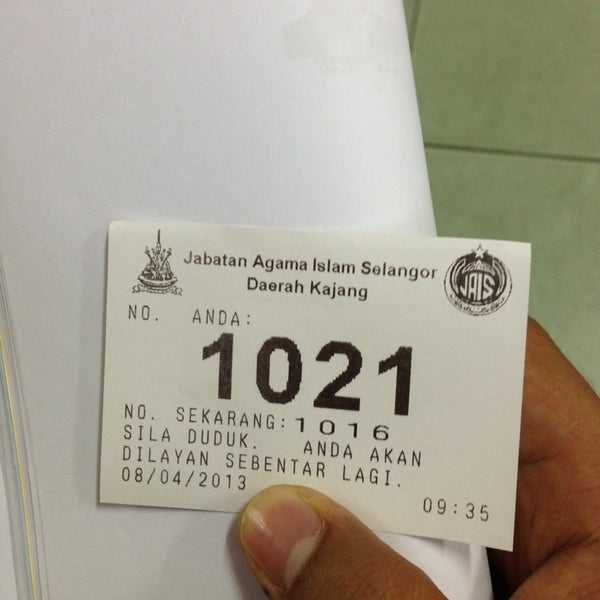 Jabatan Agama Islam Selangor
Daerah Kajang
JAIS
NO. ANDA:
1021
NO. SEKARANG: 1016
SILA DUDUK. ANDA AKAN
DILAYAN SEBENTAR LAGI.
08/04/2013 09:35